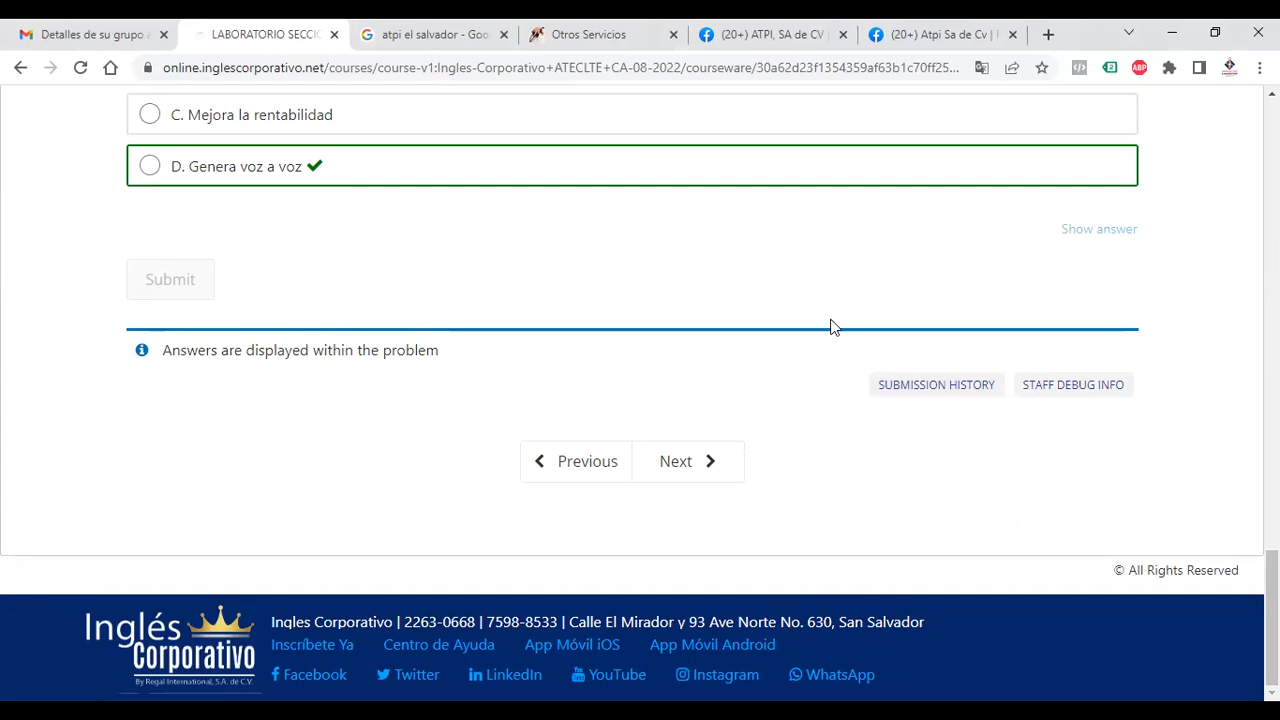 Detalles de su grupo
LABORATORIO SECCIO
atpi el salvador - Goo
Otros Servicios
(20+) ATPI, SA de CV |
(20+) Atpi Sa de Cv | F
online.inglescorporativo.net/courses/course-v1:Ingles-Corporativo+ATECLTE+CA-08-2022/courseware/30a62d23f1354359af63b1c70ff25...
2
ABP
C. Mejora la rentabilidad
D. Genera voz a voz
Show answer
Submit
Answers are displayed within the problem
SUBMISSION HISTORY
STAFF DEBUG INFO
Previous
Next
© All Rights Reserved
Inglés
Corporativo
By Regal International, S.A. de C.V.
Ingles Corporativo | 2263-0668 | 7598-8533 | Calle El Mirador y 93 Ave Norte No. 630, San Salvador
Inscríbete Ya
Centro de Ayuda
App Móvil iOS
App Móvil Android
Facebook
Twitter
LinkedIn
YouTube
Instagram
WhatsApp